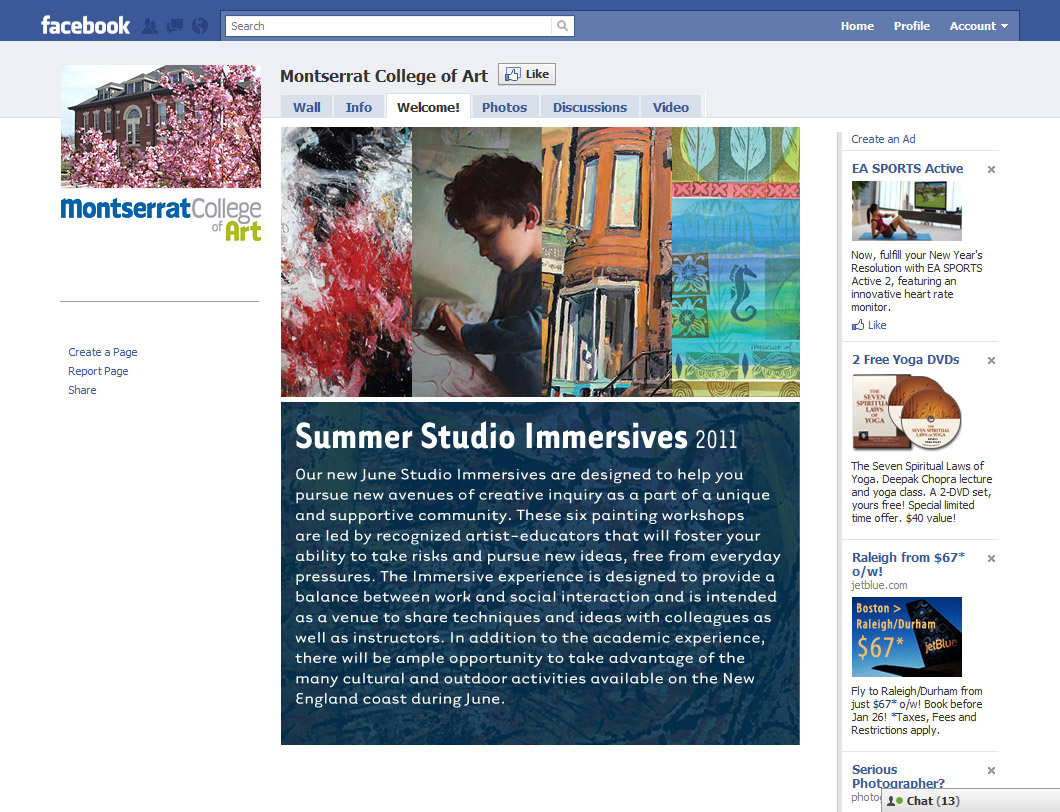 facebook
Search
Home Profile Account
Montserrat College of Art
Like
Wall Info Welcome! Photos Discussions Video
Montserrat College
of Art
Create a Page
Report Page
Share
Summer Studio Immersives 2011
Our new June Studio Immersives are designed to help you
pursue new avenues of creative inquiry as a part of a unique
and supportive community. These six painting workshops
are led by recognized artist-educators that will foster your
ability to take risks and pursue new ideas, free from everyday
pressures. The Immersive experience is designed to provide a
balance between work and social interaction and is intended
as a venue to share techniques and ideas with colleagues as
well as instructors. In addition to the academic experience,
there will be ample opportunity to take advantage of the
many cultural and outdoor activities available on the New
England coast during June.
Create an Ad
EA SPORTS Active
Now, fulfill your New Year's
Resolution with EA SPORTS
Active 2, featuring an
innovative heart rate
monitor.
Like
2 Free Yoga DVDs
THE
SEVEN
SPIRITUAL
LAWS
OF
YOGA
THE
SEVEN SPIRITUAL
LAWS OF YOGA
The Seven Spiritual Laws of
Yoga. Deepak Chopra lecture
and yoga class. A 2-DVD set,
yours free! Special limited
time offer. $40 value!
Raleigh from $67*
o/w!
jetblue.com
Boston >
Raleigh/Durham
$67*
jetBlue
Fly to Raleigh/Durham from
just $67* o/w! Book before
Jan 26! *Taxes, Fees and
Restrictions apply.
Serious
Photographer?
Chat (13)